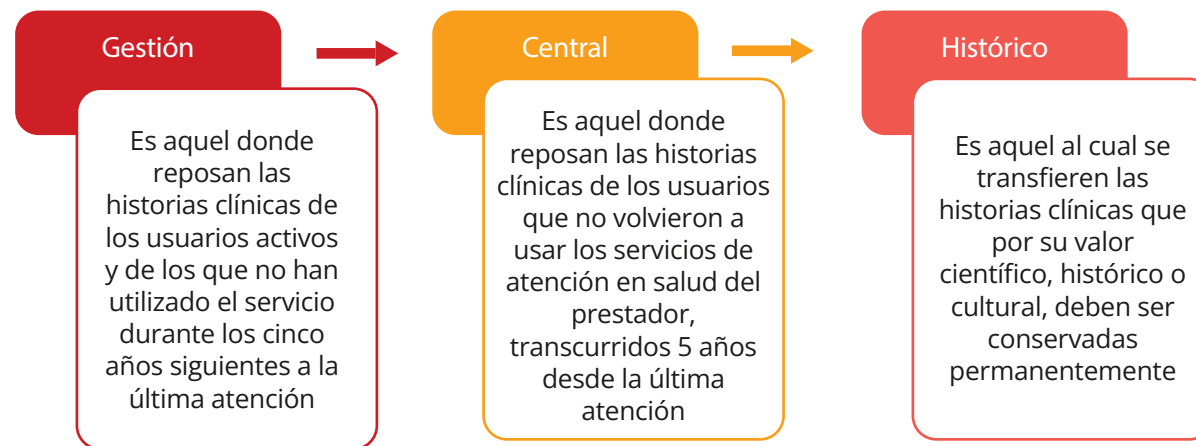 Gestión
Es aquel donde
reposan las
historias clínicas de
los usuarios activos
y de los que no han
utilizado el servicio
durante los cinco
años siguientes a la
última atención
Central
Es aquel donde
reposan las historias
clínicas de los usuarios
que no volvieron a
usar los servicios de
atención en salud del
prestador,
transcurridos 5 años
desde la última
atención
Histórico
Es aquel al cual se
transfieren las
historias clínicas que
por su valor
científico, histórico o
cultural, deben ser
conservadas
permanentemente